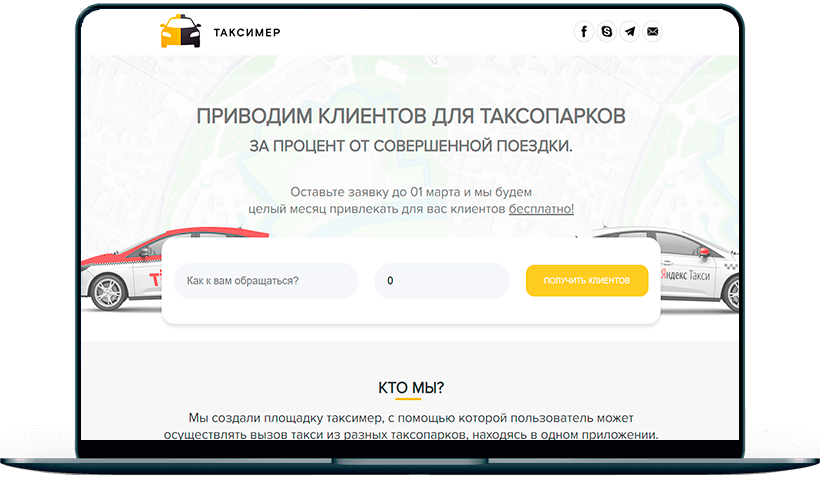 ТАКСИМЕР
ПРИВОДИМ КЛИЕНТОВ ДЛЯ ТАКСОПАРКОВ
ЗА ПРОЦЕНТ ОТ СОВЕРШЕННОЙ ПОЕЗДКИ.
Оставьте заявку до 01 марта и мы будем
целый месяц привлекать для вас клиентов бесплатно!
Яндекс Такси
Как к вам обращаться?
0
ПОЛУЧИТЬ КЛИЕНТОВ
КТО МЫ?
Мы создали площадку таксимер, с помощью которой пользователь может
осуществлять вызов такси из разных таксопарков, находясь в одном приложении.